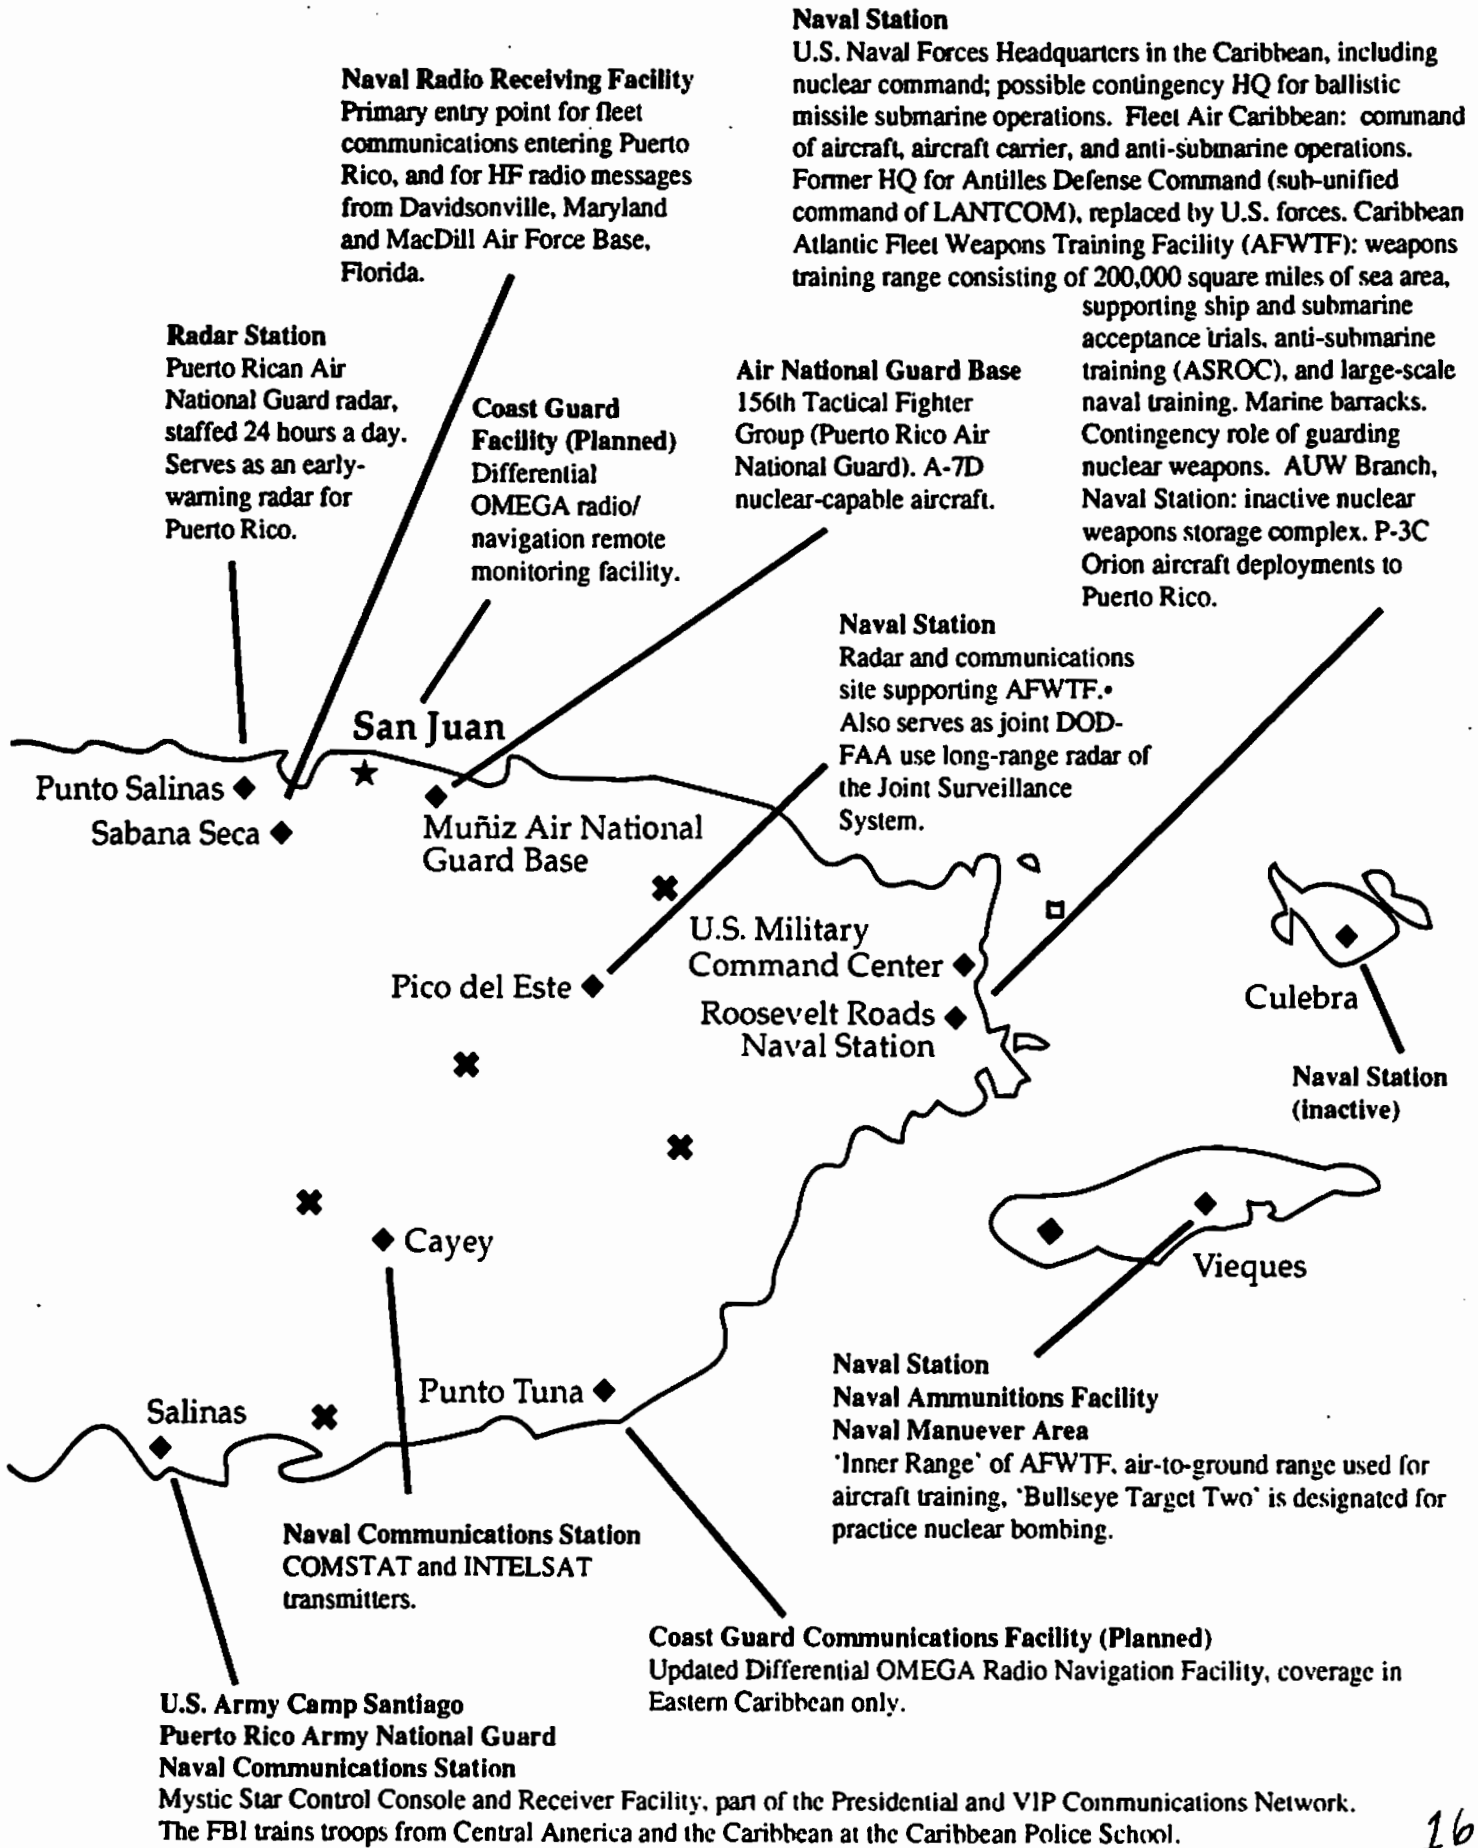 Naval Station
U.S. Naval Forces Headquarters in the Caribbean, including
nuclear command; possible contingency HQ for ballistic
missile submarine operations. Fleet Air Caribbean: command
of aircraft, aircraft carrier, and anti-submarine operations.
Former HQ for Antilles Defense Command (sub-unified
command of LANTCOM), replaced by U.S. forces. Caribbean
Atlantic Fleet Weapons Training Facility (AFWTF): weapons
training range consisting of 200,000 square miles of sea area,
supporting ship and submarine
acceptance trials, anti-submarine
training (ASROC), and large-scale
naval training. Marine barracks.
Contingency role of guarding
nuclear weapons. AUW Branch,
Naval Station: inactive nuclear
weapons storage complex. P-3C
Orion aircraft deployments to
Puerto Rico.
Naval Radio Receiving Facility
Primary entry point for fleet
communications entering Puerto
Rico, and for HF radio messages
from Davidsonville, Maryland
and MacDill Air Force Base,
Florida.
Radar Station
Puerto Rican Air
National Guard radar,
staffed 24 hours a day.
Serves as an early-
warning radar for
Puerto Rico.
Coast Guard
Facility (Planned)
Differential
OMEGA radio/
navigation remote
monitoring facility.
Air National Guard Base
156th Tactical Fighter
Group (Puerto Rico Air
National Guard). A-7D
nuclear-capable aircraft.
Naval Station
Radar and communications
site supporting AFWTF.•
Also serves as joint DOD-
FAA use long-range radar of
the Joint Surveillance
System.
San Juan
Punto Salinas
Sabana Seca
Muñiz Air National
Guard Base
U.S. Military
Command Center
Pico del Este
Roosevelt Roads
Naval Station
Culebra
Naval Station
(inactive)
Cayey
Vieques
Naval Station
Naval Ammunitions Facility
Naval Manuever Area
'Inner Range' of AFWTF, air-to-ground range used for
aircraft training, 'Bullseye Target Two' is designated for
practice nuclear bombing.
Punto Tuna
Salinas
Naval Communications Station
COMSTAT and INTELSAT
transmitters.
Coast Guard Communications Facility (Planned)
Updated Differential OMEGA Radio Navigation Facility, coverage in
Eastern Caribbean only.
U.S. Army Camp Santiago
Puerto Rico Army National Guard
Naval Communications Station
Mystic Star Control Console and Receiver Facility, part of the Presidential and VIP Communications Network.
The FBI trains troops from Central America and the Caribbean at the Caribbean Police School.
16